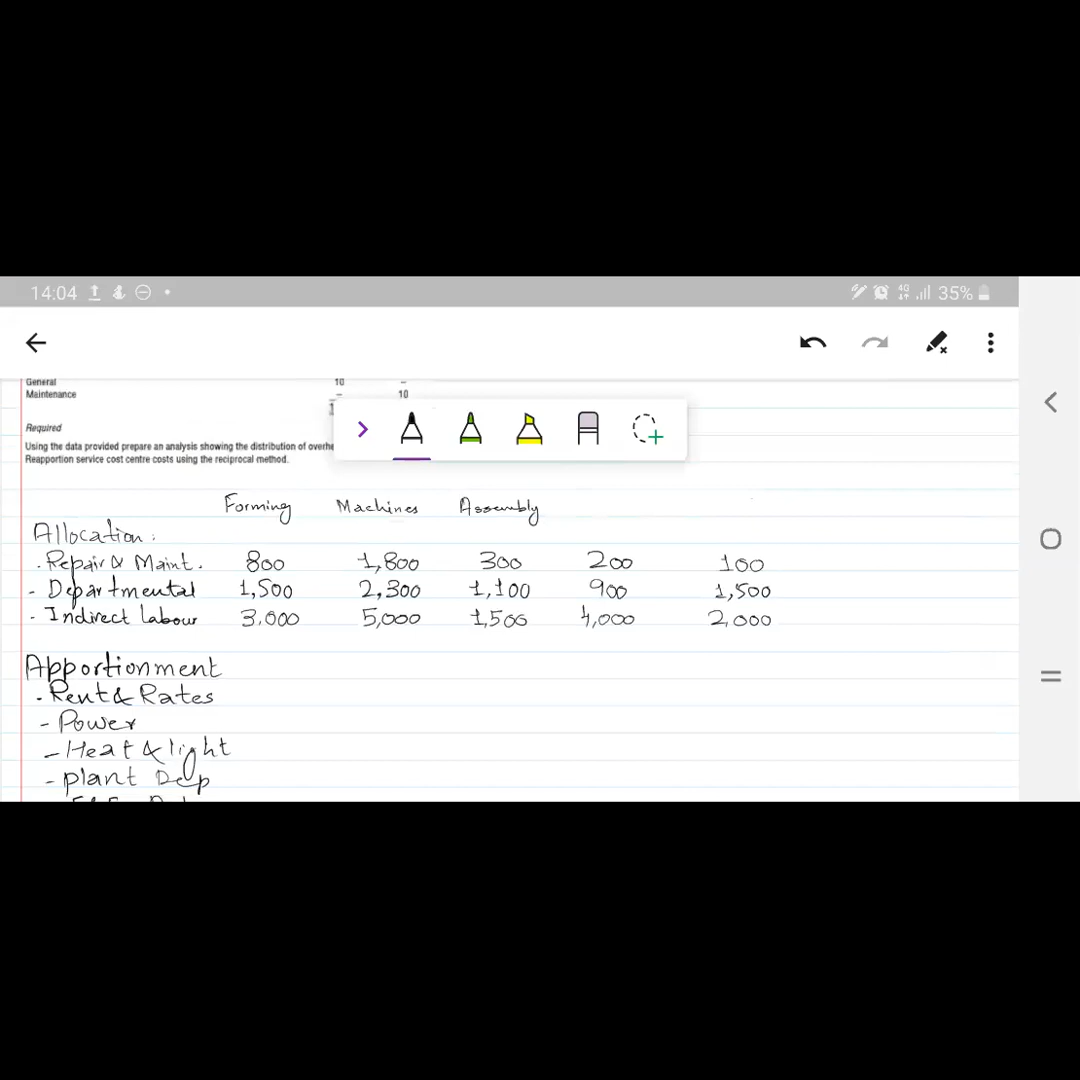 14:04 4G 35%
General 10 –
Maintenance – 10
Required
Using the data provided prepare an analysis showing the distribution of overhe
Reapportion service cost centre costs using the reciprocal method.
Forming Machines Assembly
Allocation:
. Repair & Maint. 800 1,800 300 200 100
- Departmental 1,500 2,300 1,100 900 1,500
. Indirect labour 3,000 5,000 1,500 4,000 2,000
Apportionment
. Rent & Rates
- Power
- Heat & light
- plant Dep